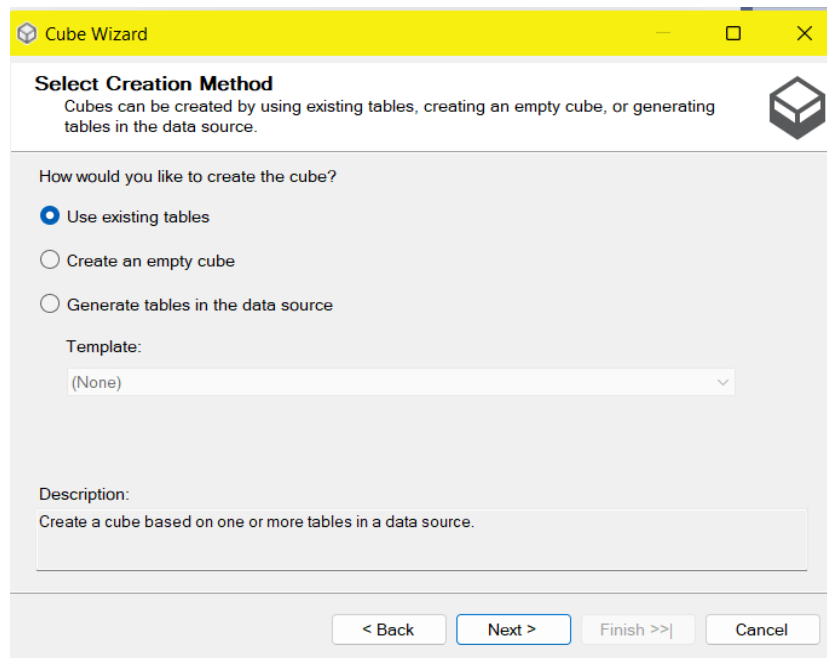 Cube Wizard
Select Creation Method
Cubes can be created by using existing tables, creating an empty cube, or generating
tables in the data source.
How would you like to create the cube?
Use existing tables
Create an empty cube
Generate tables in the data source
Template:
(None)
Description:
Create a cube based on one or more tables in a data source.
< Back Next > Finish >>| Cancel